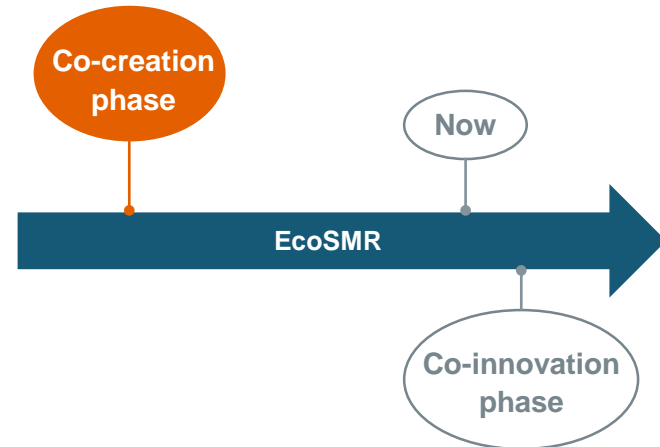 Co-creation
phase
Now
EcoSMR
Co-innovation
phase